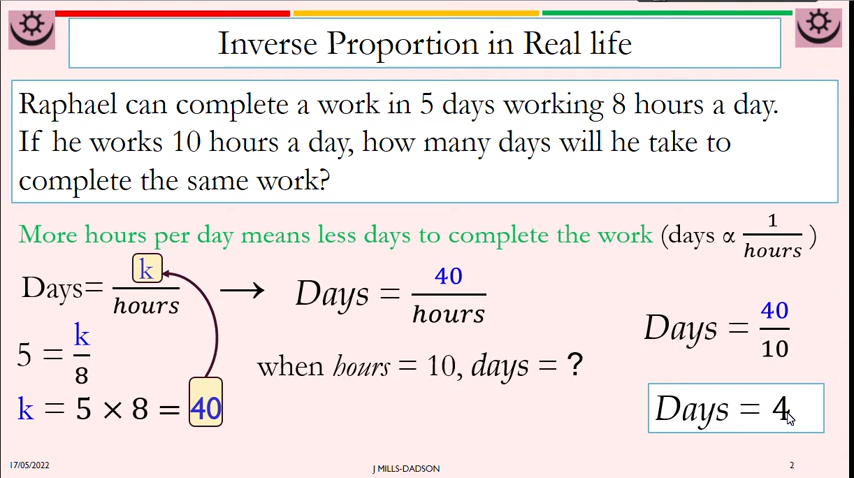 Inverse Proportion in Real life
Raphael can complete a work in 5 days working 8 hours a day.
If he works 10 hours a day, how many days will he take to
complete the same work?
More hours per day means less days to complete the work (days ∝ 1/hours)
Days= k/hours → Days = 40/hours
5 = k/8
k = 5 × 8 = 40
when hours = 10, days = ?
Days = 40/10
Days = 4
17/05/2022
J MILLS-DADSON
2